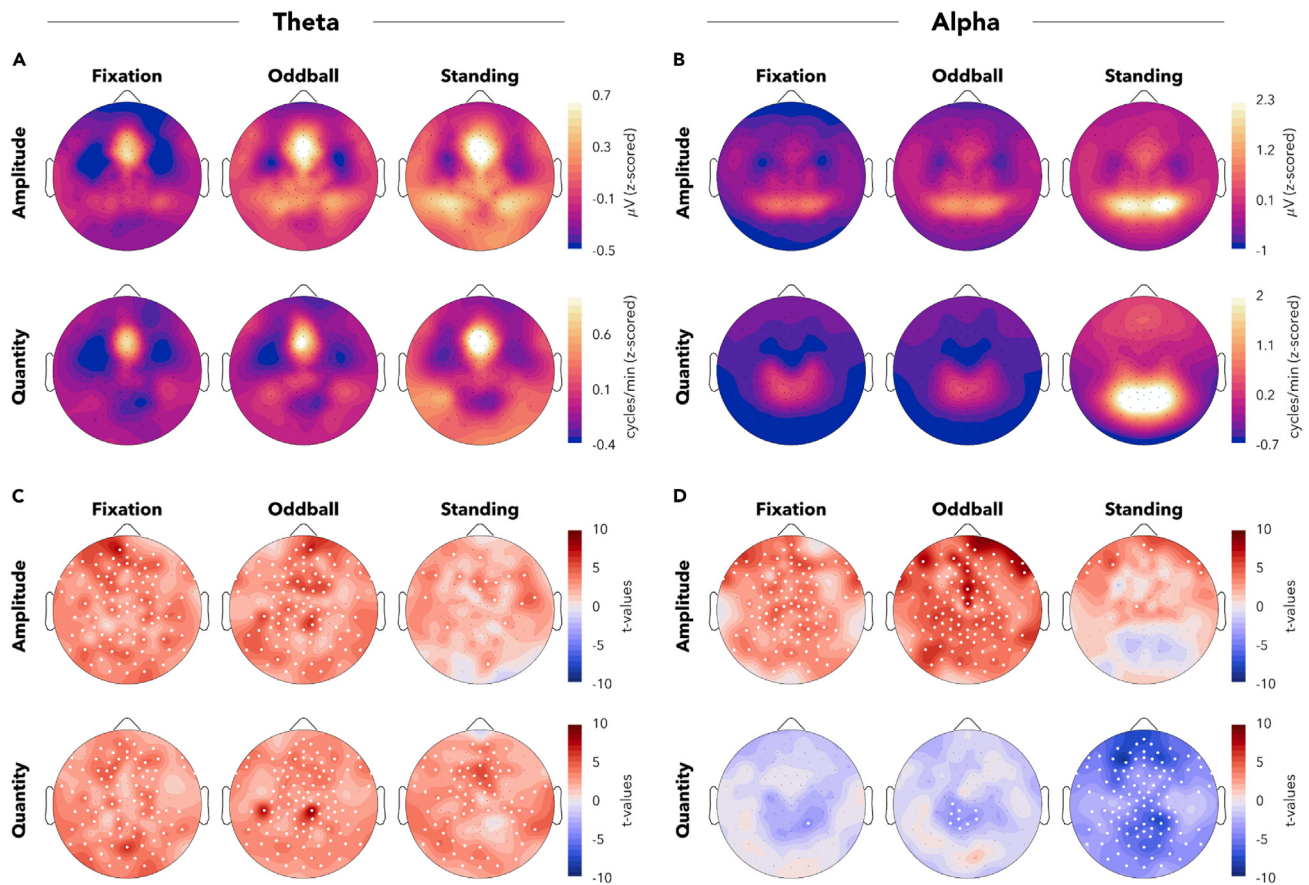 Theta
Alpha
A
Fixation
Oddball
Standing
Amplitude
0.7
0.3
-0.1
-0.5
μV (z-scored)
Quantity
0.6
0.1
-0.4
cycles/min (z-scored)
B
Fixation
Oddball
Standing
Amplitude
2.3
1.2
0.1
-1
μV (z-scored)
Quantity
2
1.1
0.2
-0.7
cycles/min (z-scored)
C
Fixation
Oddball
Standing
Amplitude
10
5
0
-5
-10
t-values
Quantity
10
5
0
-5
-10
t-values
D
Fixation
Oddball
Standing
Amplitude
10
5
0
-5
-10
t-values
Quantity
10
5
0
-5
-10
t-values